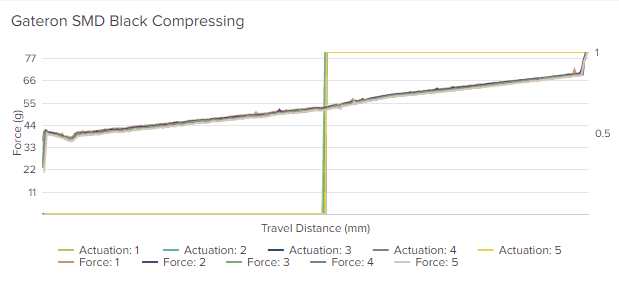 Gateron SMD Black Compressing
77
66
55
44
33
22
11
Force (g)
1
0.5
Travel Distance (mm)
Actuation: 1 Actuation: 2 Actuation: 3 Actuation: 4 Actuation: 5
Force: 1 Force: 2 Force: 3 Force: 4 Force: 5